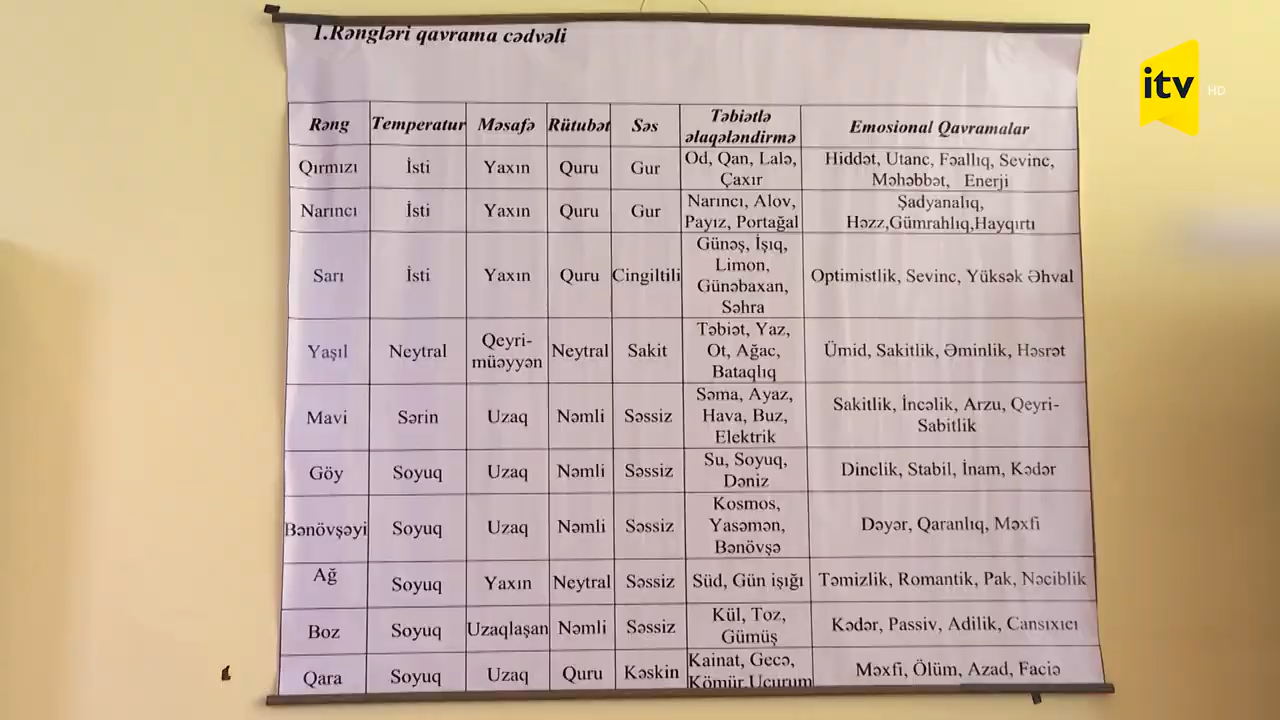 1.Rəngləri qavrama cədvəli
itv HD
Rəng Temperatur Məsafə Rütubət Səs Təbiətlə əlaqələndirmə Emosional Qavramalar
Qırmızı İsti Yaxın Quru Gur Od, Qan, Lalə, Çaxır Hiddət, Utanc, Fəallıq, Sevinc, Məhəbbət, Enerji
Narıncı İsti Yaxın Quru Gur Narıncı, Alov, Payız, Portağal Şadyanalıq, Həzz,Gümrahlıq,Hayqırtı
Sarı İsti Yaxın Quru Cingiltili Günəş, İşıq, Limon, Günəbaxan, Səhra Optimistlik, Sevinc, Yüksək Əhval
Yaşıl Neytral Qeyri-müəyyən Neytral Sakit Təbiət, Yaz, Ot, Ağac, Bataqlıq Ümid, Sakitlik, Əminlik, Həsrət
Mavi Sərin Uzaq Nəmli Səssiz Səma, Ayaz, Hava, Buz, Elektrik Sakitlik, İncəlik, Arzu, Qeyri-Sabitlik
Göy Soyuq Uzaq Nəmli Səssiz Su, Soyuq, Dəniz Dinclik, Stabil, İnam, Kədər
Bənövşəyi Soyuq Uzaq Nəmli Səssiz Kosmos, Yasəmən, Bənövşə Dəyər, Qaranlıq, Məxfi
Ağ Soyuq Yaxın Neytral Səssiz Süd, Gün işığı Təmizlik, Romantik, Pak, Nəciblik
Boz Soyuq Uzaqlaşan Nəmli Səssiz Kül, Toz, Gümüş Kədər, Passiv, Adilik, Cansıxıcı
Qara Soyuq Uzaq Quru Kəskin Kainat, Gecə, Kömür,Uçurum Məxfi, Ölüm, Azad, Faciə